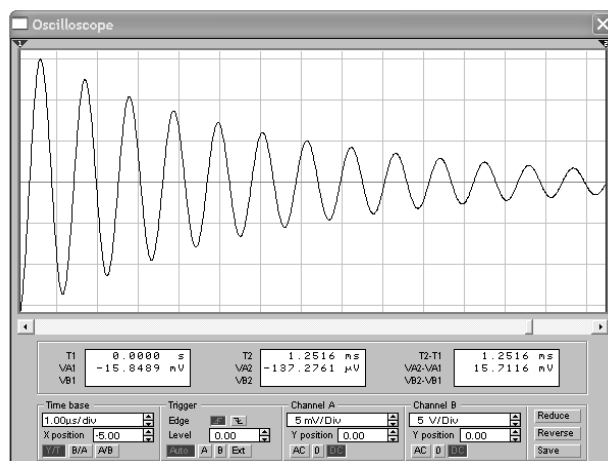 Oscilloscope
1
T1 0.0000 s T2 1.2516 ms T2-T1 1.2516 ms
VA1 -15.8489 mV VA2 -137.2761 µV VA2-VA1 15.7116 mV
VB1 VB2 VB2-VB1
Time base Trigger Channel A Channel B
1.00µs/div Edge 5 mV/Div 5 V/Div Reduce
X position -5.00 Level 0.00 Y position 0.00 Y position 0.00 Reverse
Y/T B/A A/B Auto A B Ext AC 0 DC AC 0 DC Save